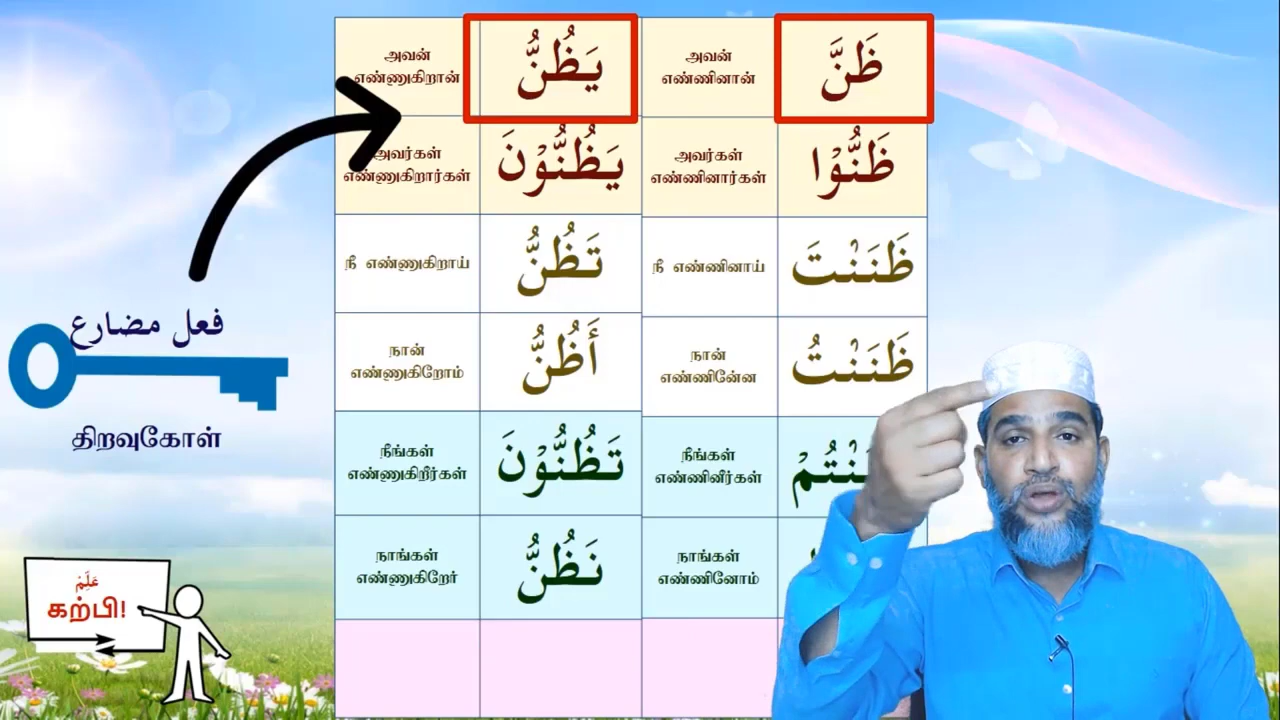 அவன்
எண்ணுகிறான்
يَظُنُّ
அவன்
எண்ணினான்
ظَنَّ
அவர்கள்
எண்ணுகிறார்கள்
يَظُنُّوْنَ
அவர்கள்
எண்ணினார்கள்
ظَنُّوْا
நீ எண்ணுகிறாய்
تَظُنُّ
நீ எண்ணினாய்
ظَنَنْتَ
நான்
எண்ணுகிறோம்
أَظُنُّ
நான்
எண்ணினேன
ظَنَنْتُ
நீங்கள்
எண்ணுகிறீர்கள்
تَظُنُّوْنَ
நீங்கள்
எண்ணினீர்கள்
நாங்கள்
எண்ணுகிறேர்
نَظُنُّ
நாங்கள்
எண்ணினோம்
فعل مضارع
திறவுகோள்
عَلِّمْ
கற்பி!